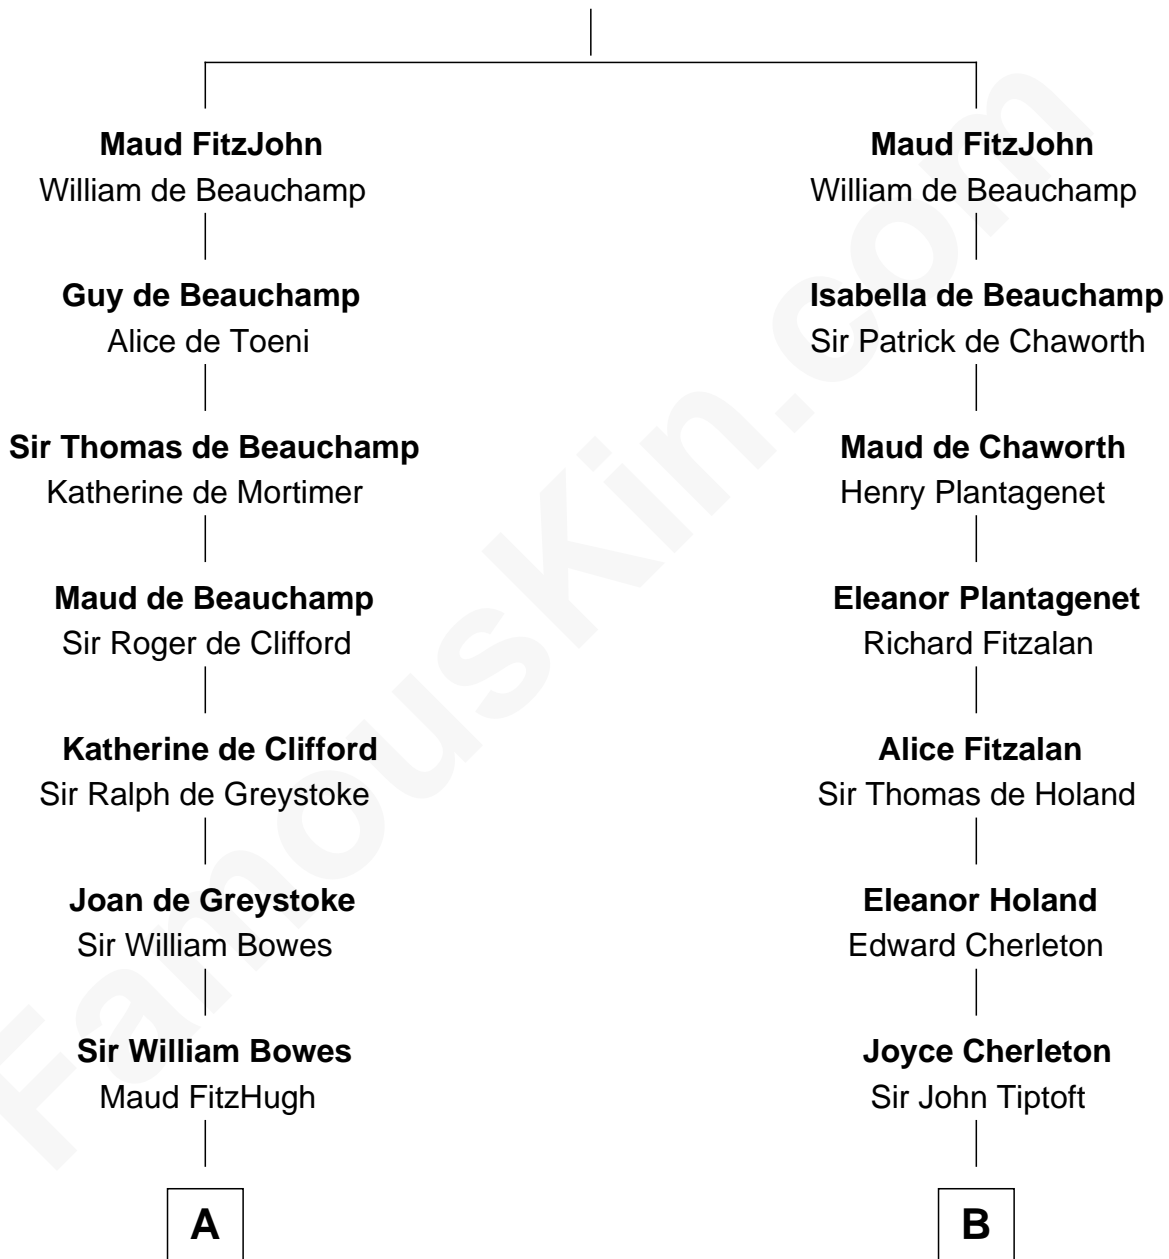 Maud FitzJohn
William de Beauchamp
Guy de Beauchamp
Alice de Toeni
Sir Thomas de Beauchamp
Katherine de Mortimer
Maud de Beauchamp
Sir Roger de Clifford
Katherine de Clifford
Sir Ralph de Greystoke
Joan de Greystoke
Sir William Bowes
Sir William Bowes
Maud FitzHugh
A
Maud FitzJohn
William de Beauchamp
Isabella de Beauchamp
Sir Patrick de Chaworth
Maud de Chaworth
Henry Plantagenet
Eleanor Plantagenet
Richard Fitzalan
Alice Fitzalan
Sir Thomas de Holand
Eleanor Holand
Edward Cherleton
Joyce Cherleton
Sir John Tiptoft
B
FamousKin.com